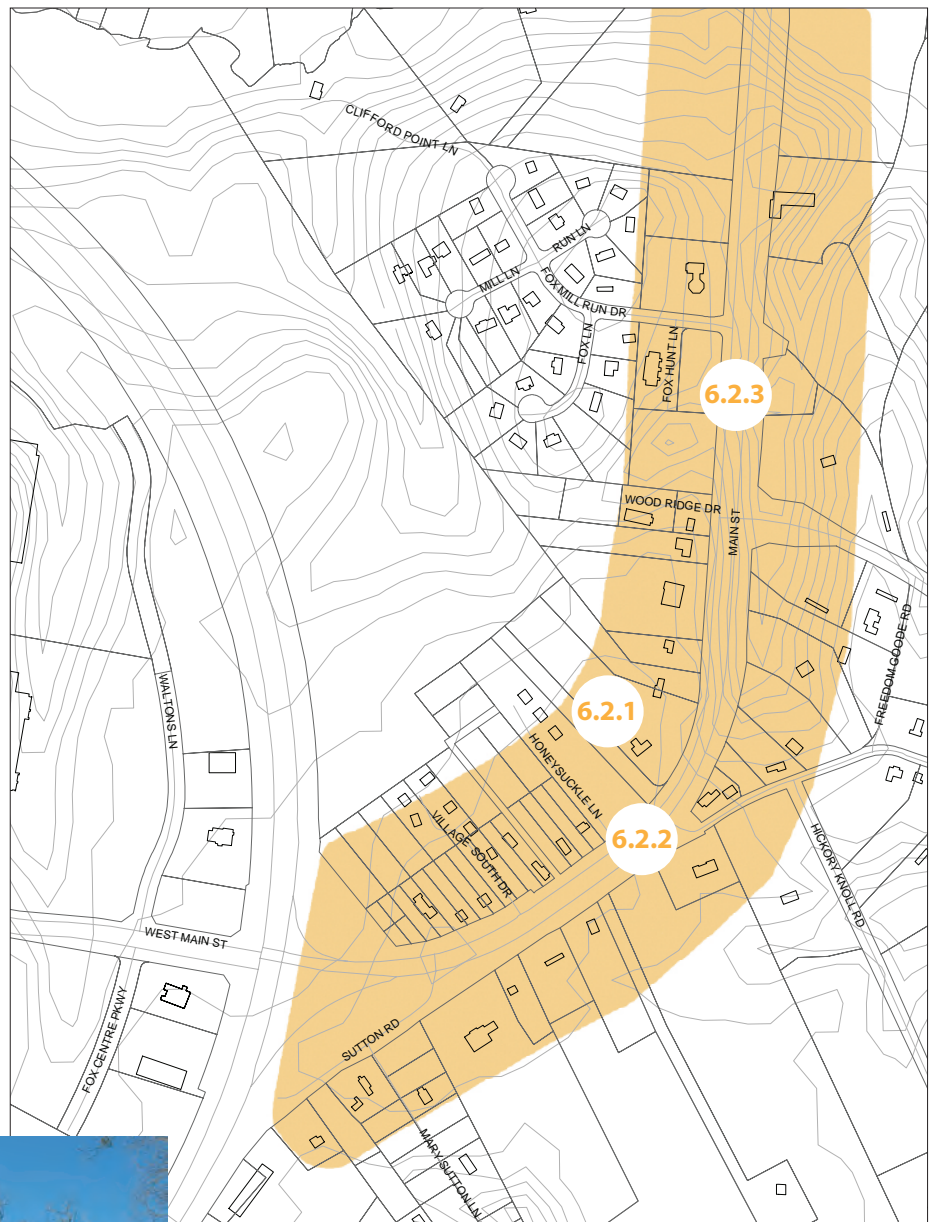 CLIFFORD POINT LN
RUN LN
MILL LN
FOX MILL RUN DR
FOX LN
FOX HUNT LN
6.2.3
WOOD RIDGE DR
MAIN ST
FREEDOM GOODE RD
WALTONS LN
6.2.1
HONEYSUCKLE LN
VILLAGE SOUTH DR
6.2.2
HICKORY KNOLL RD
WEST MAIN ST
FOX CENTRE PKWY
SUTTON RD
MARY SUTTON LN